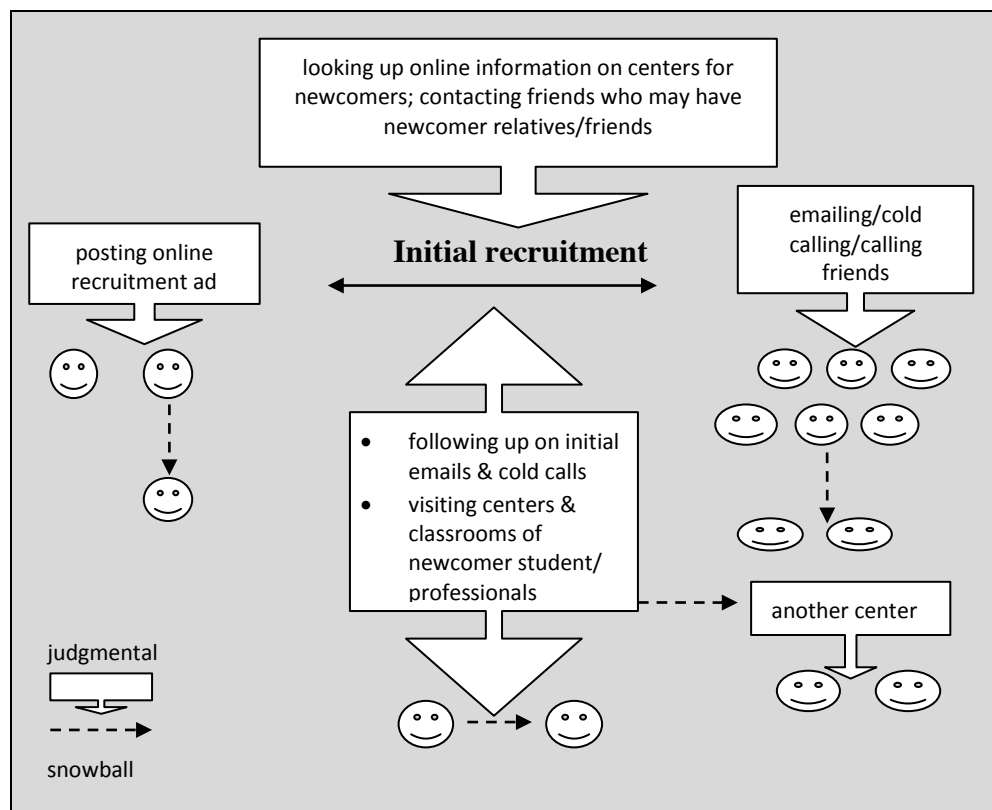 looking up online information on centers for
newcomers; contacting friends who may have
newcomer relatives/friends
posting online
recruitment ad
Initial recruitment
emailing/cold
calling/calling
friends
• following up on initial
emails & cold calls
• visiting centers &
classrooms of
newcomer student/
professionals
another center
judgmental
snowball